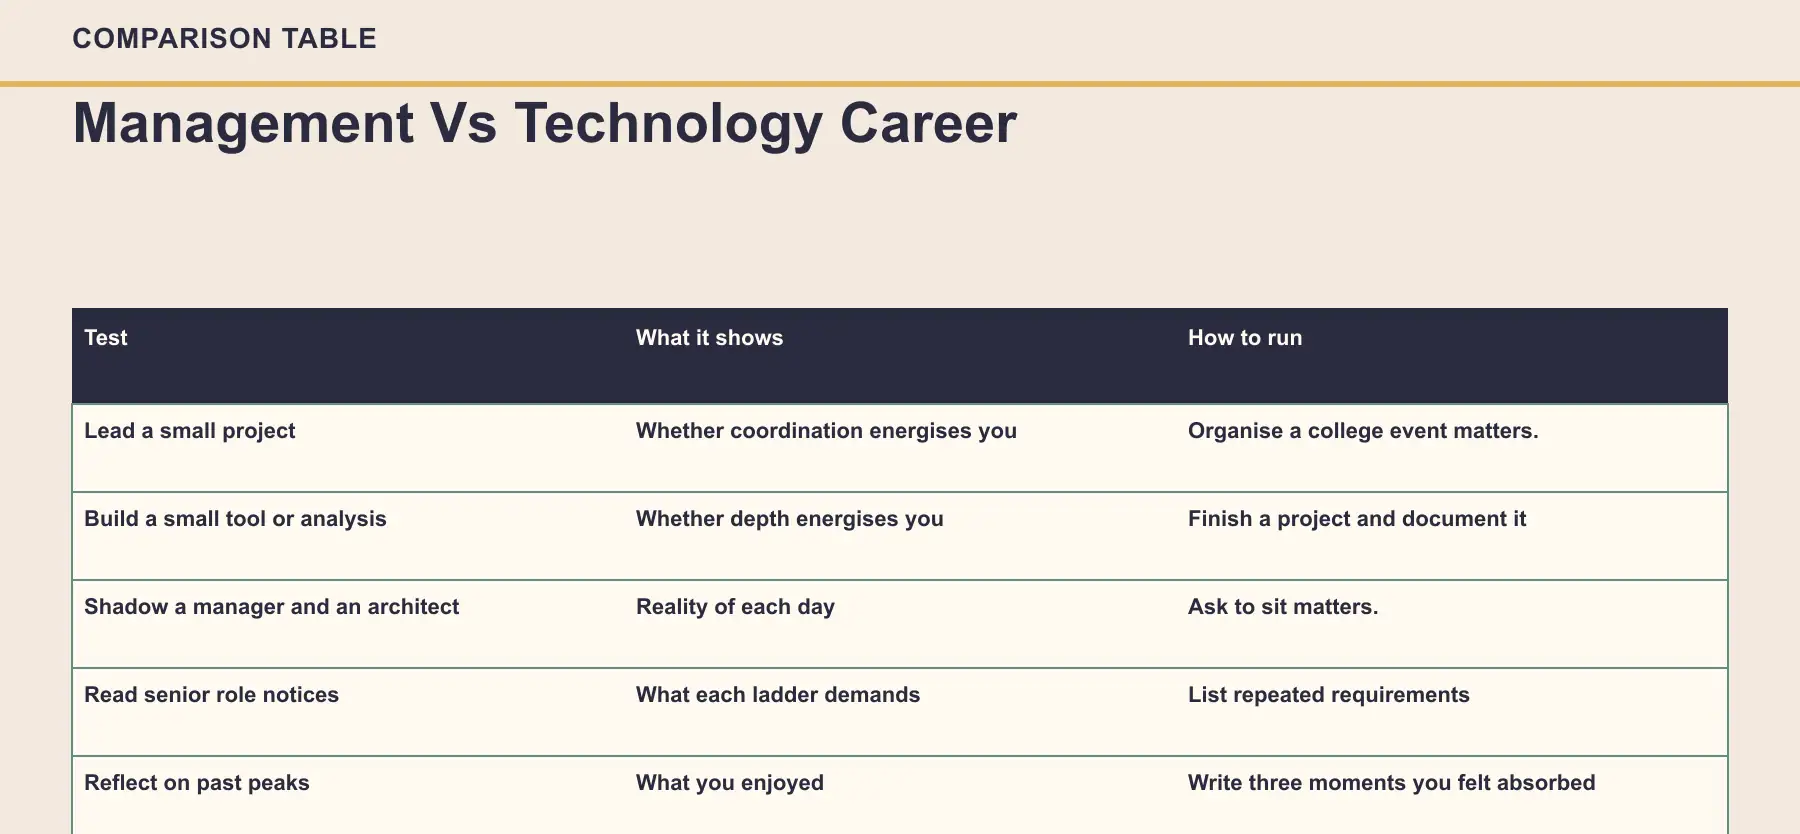 COMPARISON TABLE
Management Vs Technology Career
Test What it shows How to run
Lead a small project Whether coordination energises you Organise a college event matters.
Build a small tool or analysis Whether depth energises you Finish a project and document it
Shadow a manager and an architect Reality of each day Ask to sit matters.
Read senior role notices What each ladder demands List repeated requirements
Reflect on past peaks What you enjoyed Write three moments you felt absorbed